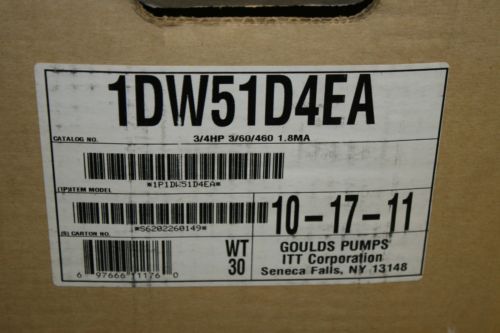 1DW51D4EA
CATALOG NO.
3/4HP 3/60/460 1.8MA
*1P1DW51D4EA*
(1P)ITEM MODEL
*S6202260149*
10-17-11
(S) CARTON NO.
WT
30
GOULDS PUMPS
ITT Corporation
Seneca Falls, NY 13148
6 97666 11176 0